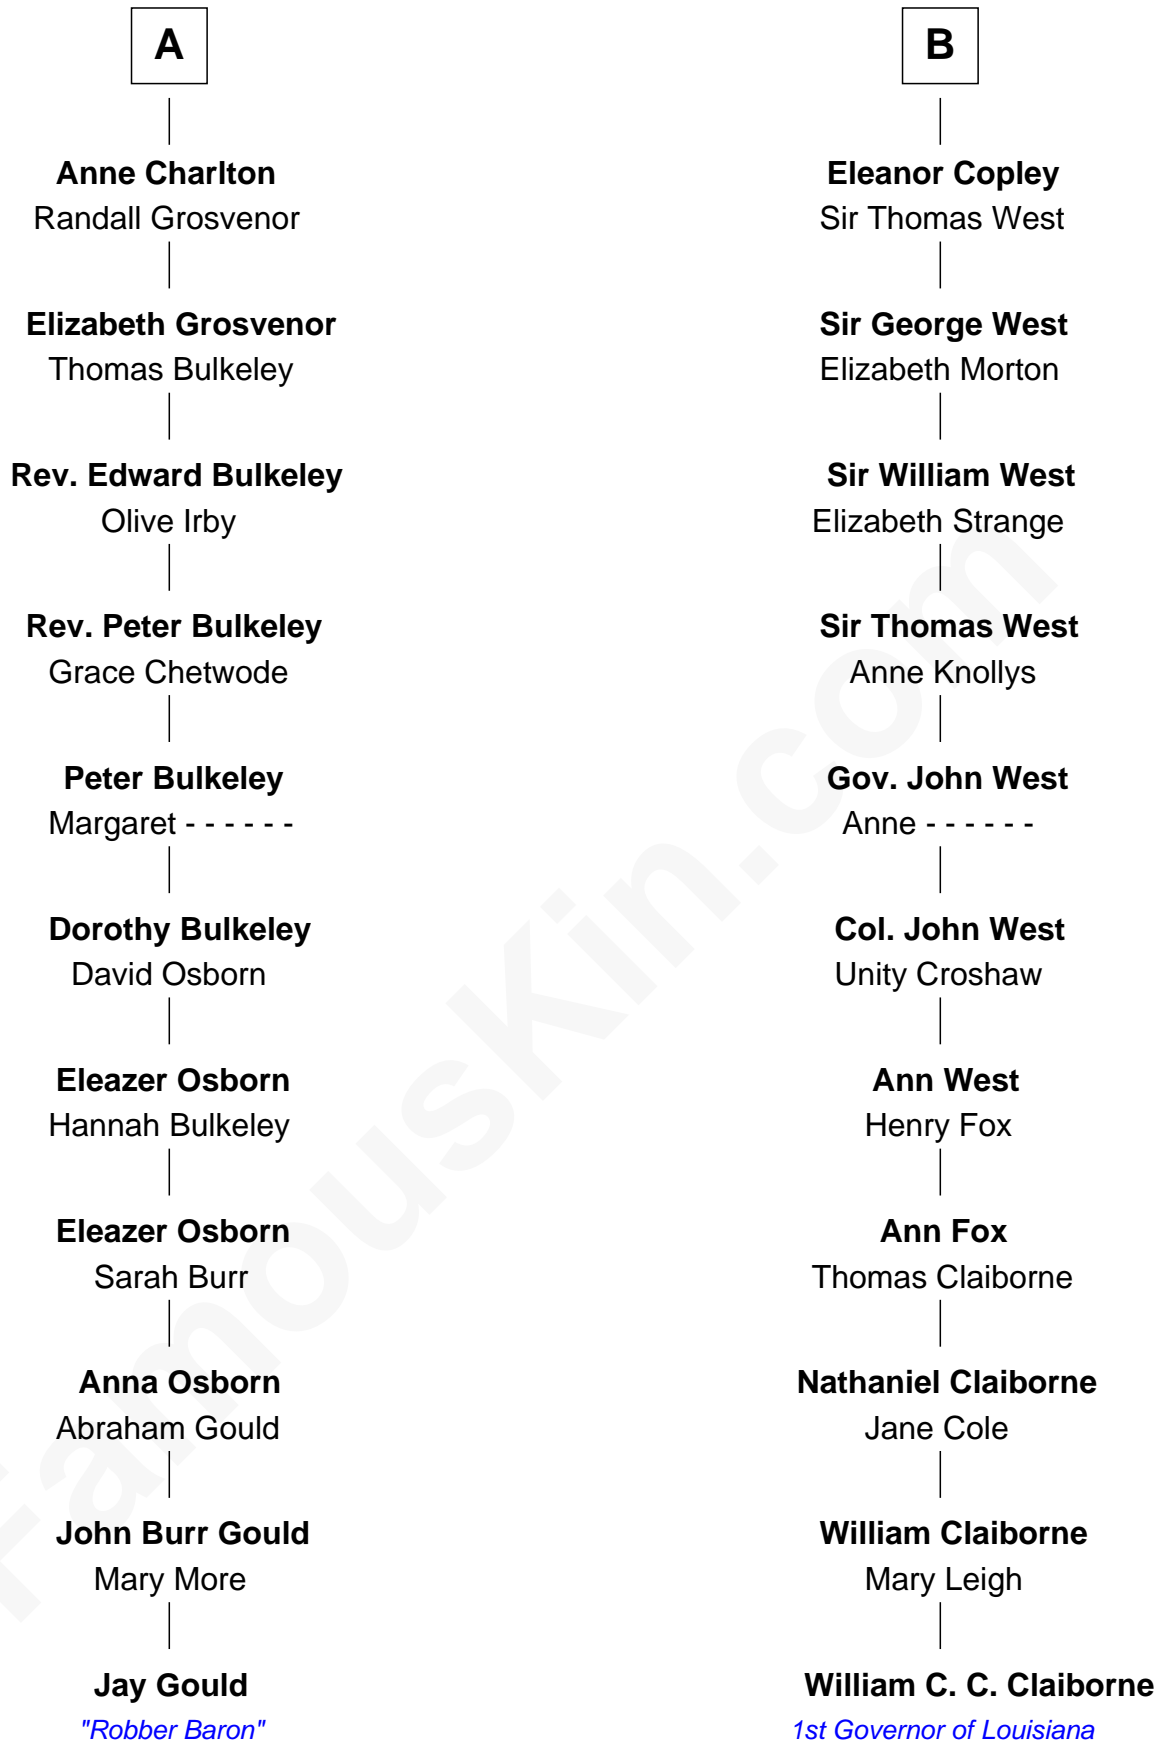 A
Anne Charlton
Randall Grosvenor
Elizabeth Grosvenor
Thomas Bulkeley
Rev. Edward Bulkeley
Olive Irby
Rev. Peter Bulkeley
Grace Chetwode
Peter Bulkeley
Margaret - - - - - -
Dorothy Bulkeley
David Osborn
Eleazer Osborn
Hannah Bulkeley
Eleazer Osborn
Sarah Burr
Anna Osborn
Abraham Gould
John Burr Gould
Mary More
Jay Gould
"Robber Baron"
B
Eleanor Copley
Sir Thomas West
Sir George West
Elizabeth Morton
Sir William West
Elizabeth Strange
Sir Thomas West
Anne Knollys
Gov. John West
Anne - - - - - -
Col. John West
Unity Croshaw
Ann West
Henry Fox
Ann Fox
Thomas Claiborne
Nathaniel Claiborne
Jane Cole
William Claiborne
Mary Leigh
William C. C. Claiborne
1st Governor of Louisiana
FamousKin.com